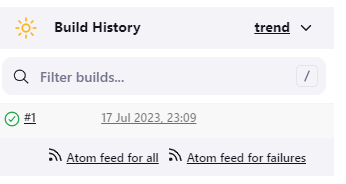 Build History trend
Filter builds... /
#1 17 Jul 2023, 23:09
Atom feed for all Atom feed for failures